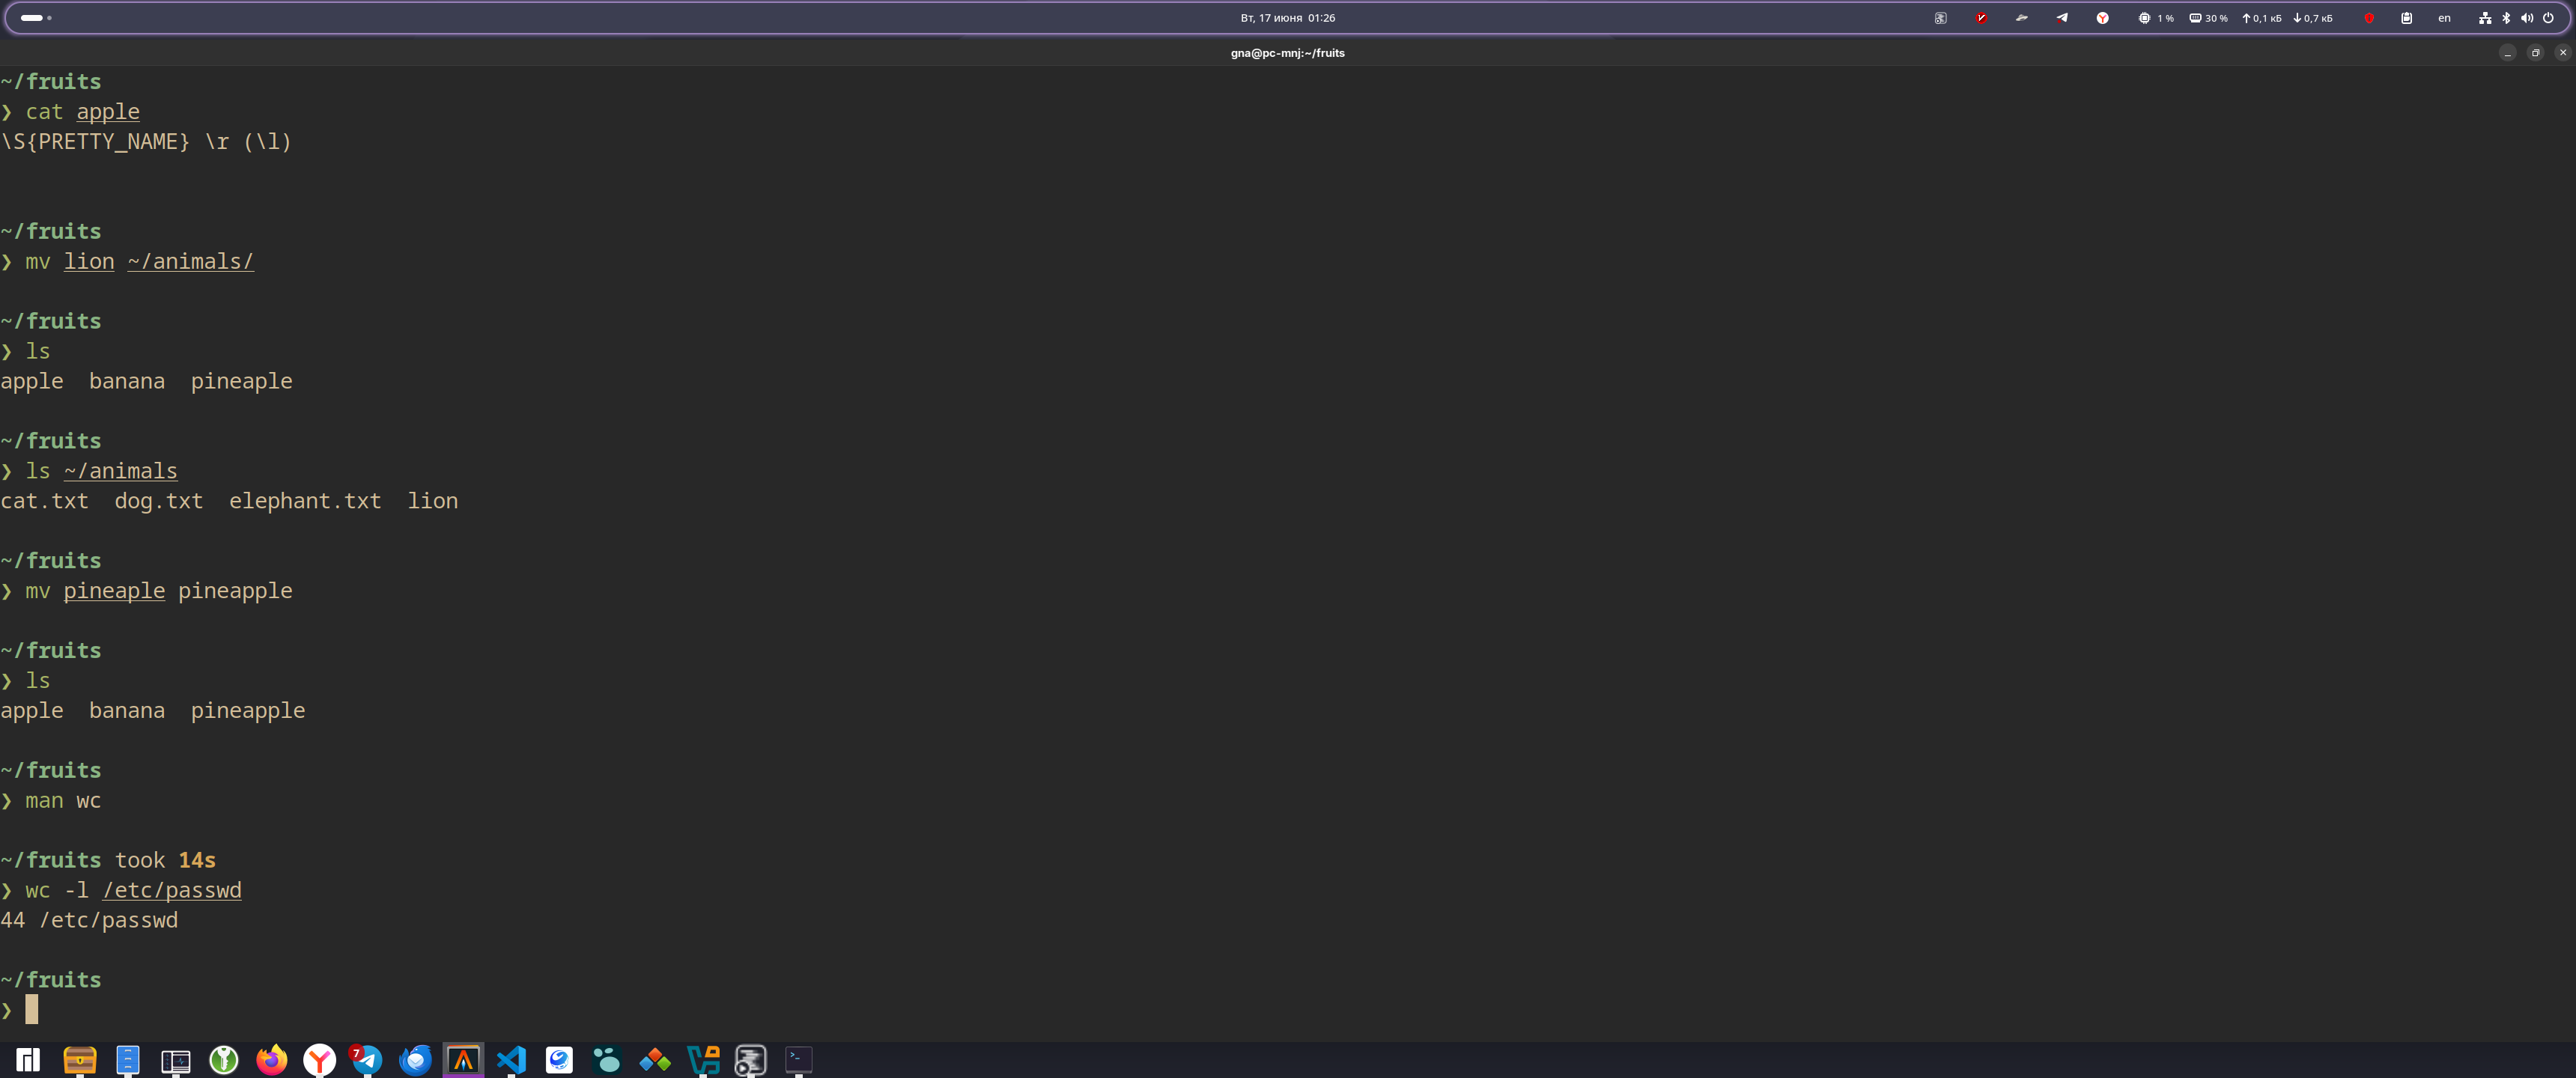 Вт, 17 июня 01:26
1 % 30 % ↑ 0,1 кБ ↓ 0,7 кБ en
gna@pc-mnj:~/fruits
~/fruits
❯ cat apple
\S{PRETTY_NAME} \r (\l)
~/fruits
❯ mv lion ~/animals/
~/fruits
❯ ls
apple  banana  pineaple
~/fruits
❯ ls ~/animals
cat.txt  dog.txt  elephant.txt  lion
~/fruits
❯ mv pineaple pineapple
~/fruits
❯ ls
apple  banana  pineapple
~/fruits
❯ man wc
~/fruits took 14s
❯ wc -l /etc/passwd
44 /etc/passwd
~/fruits
❯
7